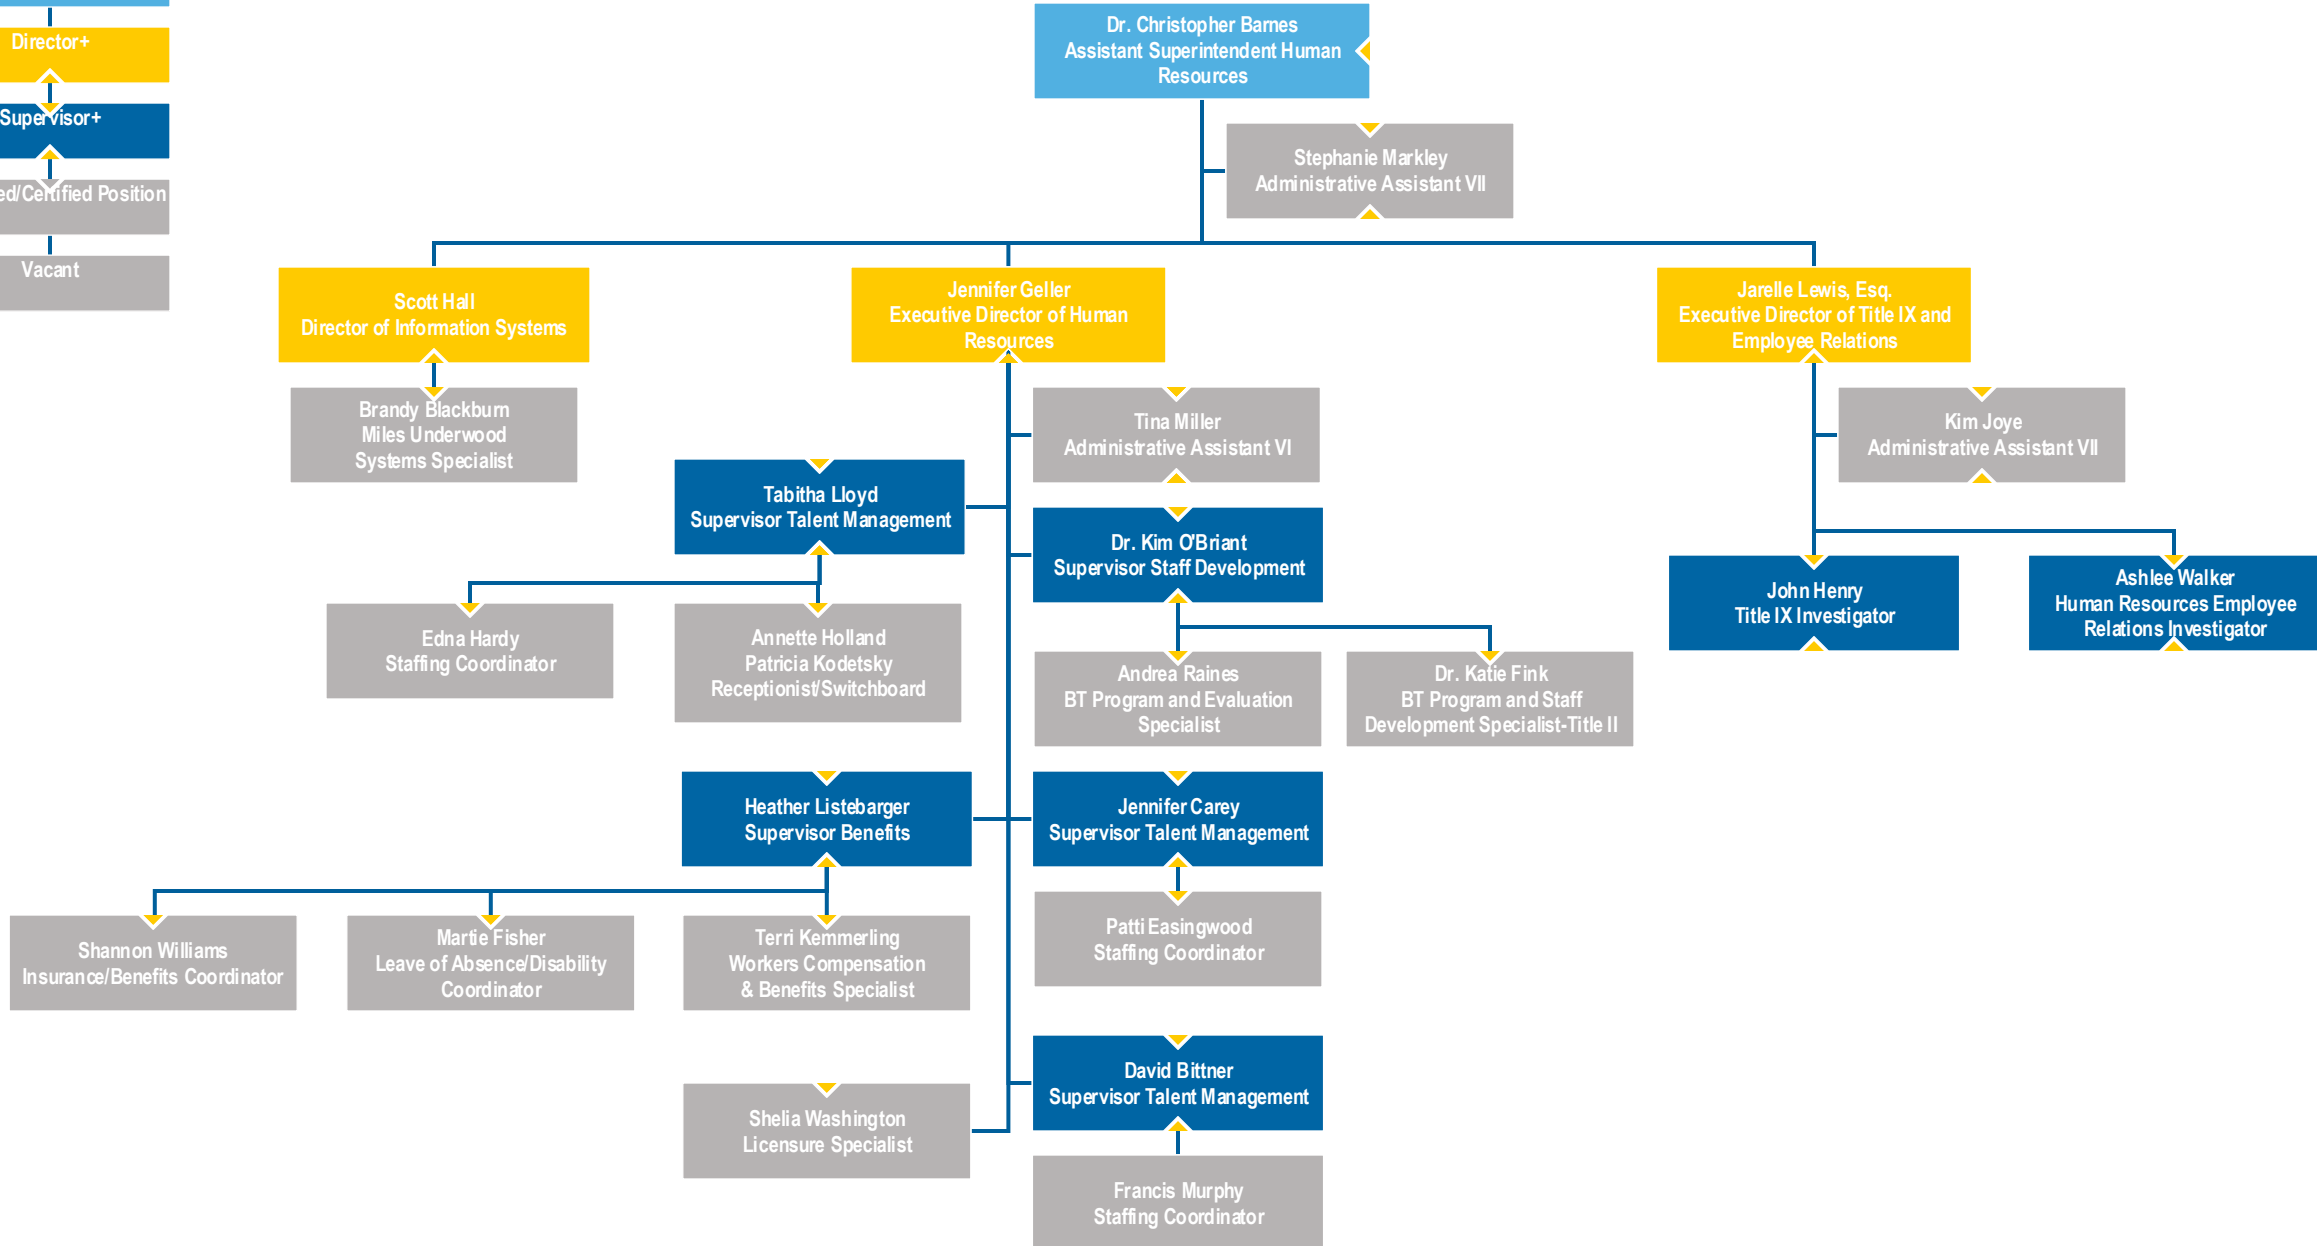 Director+
Supervisor+
Certified Position
Vacant
Dr. Christopher Barnes
Assistant Superintendent Human
Resources
Stephanie Markley
Administrative Assistant VII
Scott Hall
Director of Information Systems
Jennifer Geller
Executive Director of Human
Resources
Jarelle Lewis, Esq.
Executive Director of Title IX and
Employee Relations
Brandy Blackburn
Miles Underwood
Systems Specialist
Tina Miller
Administrative Assistant VI
Kim Joye
Administrative Assistant VII
Tabitha Lloyd
Supervisor Talent Management
Dr. Kim O'Briant
Supervisor Staff Development
John Henry
Title IX Investigator
Ashlee Walker
Human Resources Employee
Relations Investigator
Edna Hardy
Staffing Coordinator
Annette Holland
Patricia Kodetsky
Receptionist/Switchboard
Andrea Raines
BT Program and Evaluation
Specialist
Dr. Katie Fink
BT Program and Staff
Development Specialist-Title II
Heather Listebarger
Supervisor Benefits
Jennifer Carey
Supervisor Talent Management
Shannon Williams
Insurance/Benefits Coordinator
Martie Fisher
Leave of Absence/Disability
Coordinator
Terri Kemmerling
Workers Compensation
& Benefits Specialist
Patti Easingwood
Staffing Coordinator
David Bittner
Supervisor Talent Management
Shelia Washington
Licensure Specialist
Francis Murphy
Staffing Coordinator